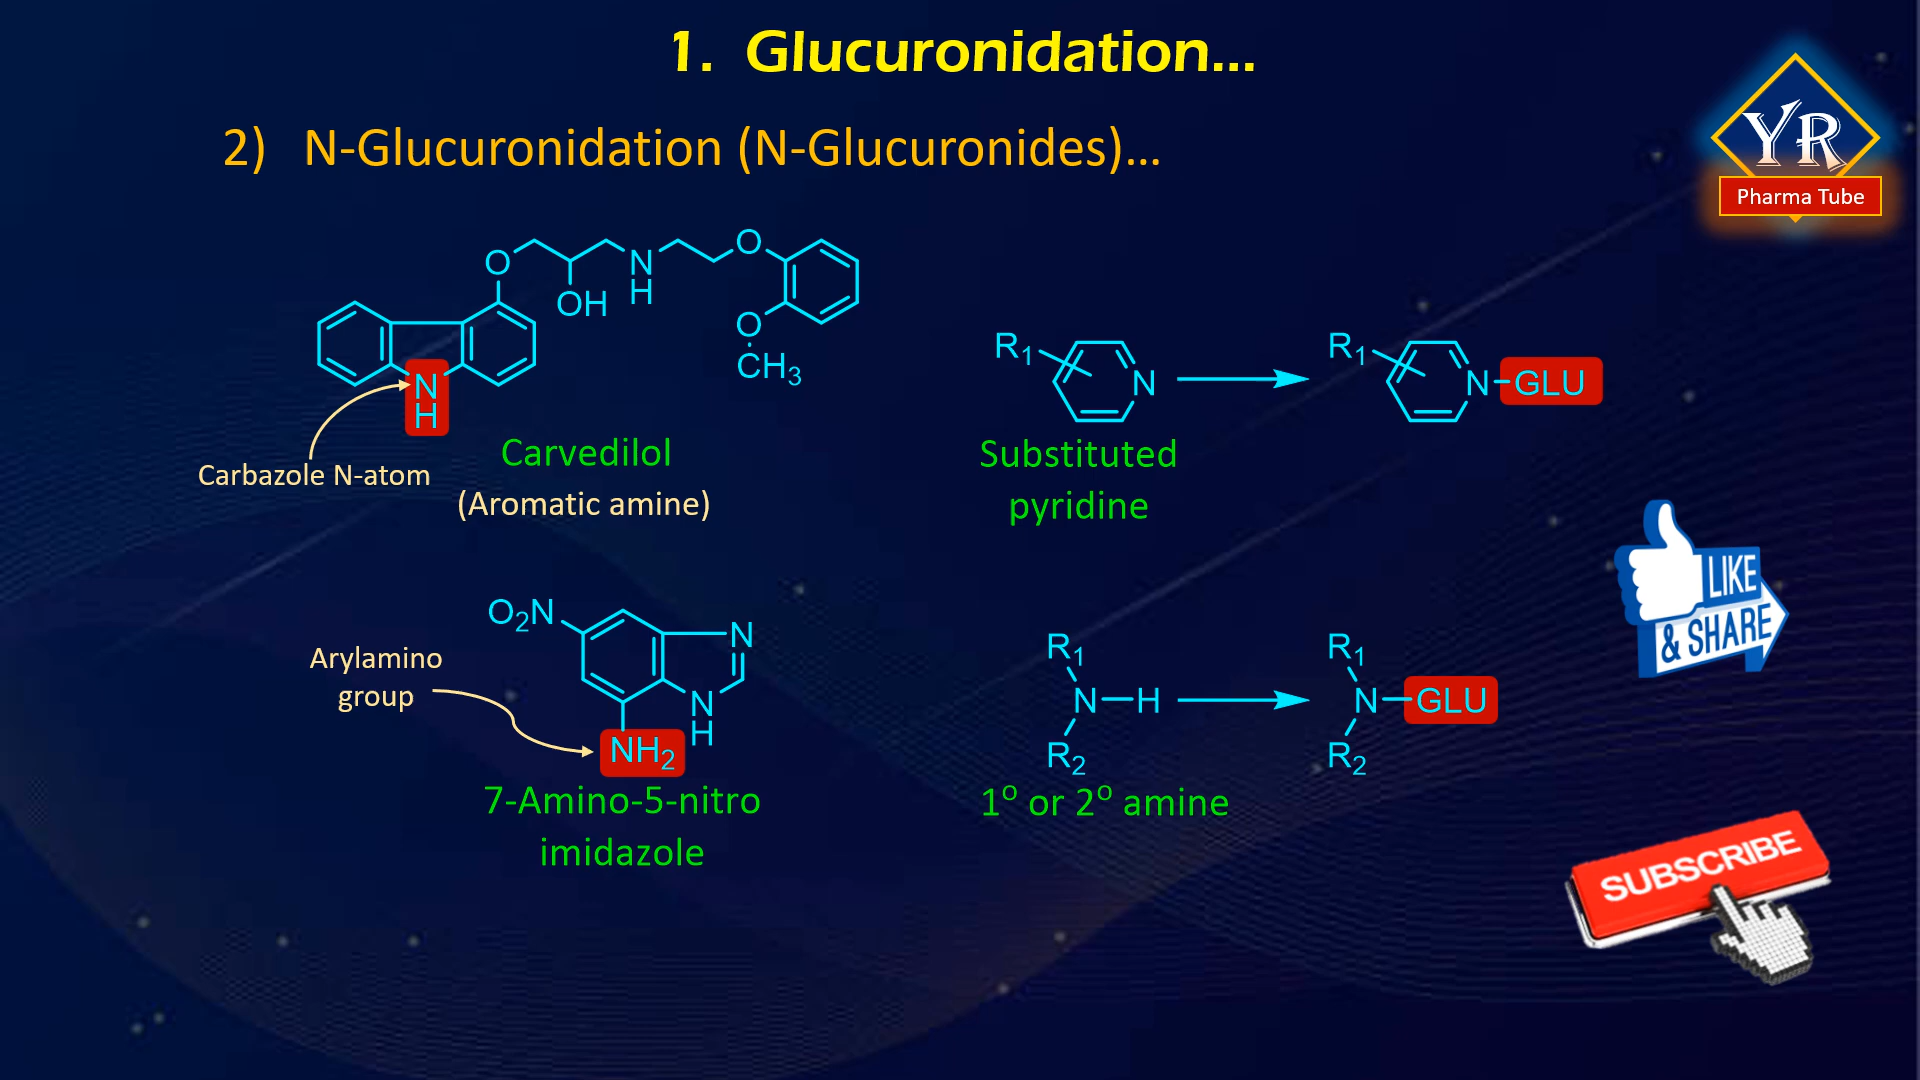 1. Glucuronidation...
YR
Pharma Tube
2) N-Glucuronidation (N-Glucuronides)...
O
OH
N
H
O
O
CH3
N
H
Carbazole N-atom
Carvedilol
(Aromatic amine)
R1
N
R1
N
GLU
Substituted
pyridine
LIKE
& SHARE
O2N
N
N
H
NH2
Arylamino
group
7-Amino-5-nitro
imidazole
R1
N
H
R2
R1
N
GLU
R2
1o or 2o amine
SUBSCRIBE